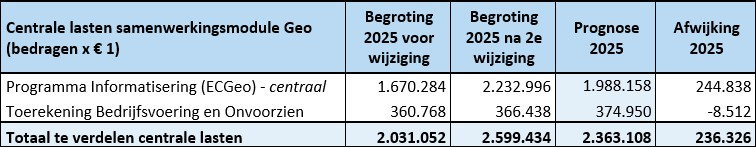 Centrale lasten samenwerkingsmodule Geo (bedragen x € 1) | Begroting 2025 voor wijziging | Begroting 2025 na 2e wijziging | Prognose 2025 | Afwijking 2025
Programma Informatisering (ECGeo) - centraal 1.670.284 2.232.996 1.988.158 244.838
Toerekening Bedrijfsvoering en Onvoorzien 360.768 366.438 374.950 -8.512
Totaal te verdelen centrale lasten 2.031.052 2.599.434 2.363.108 236.326